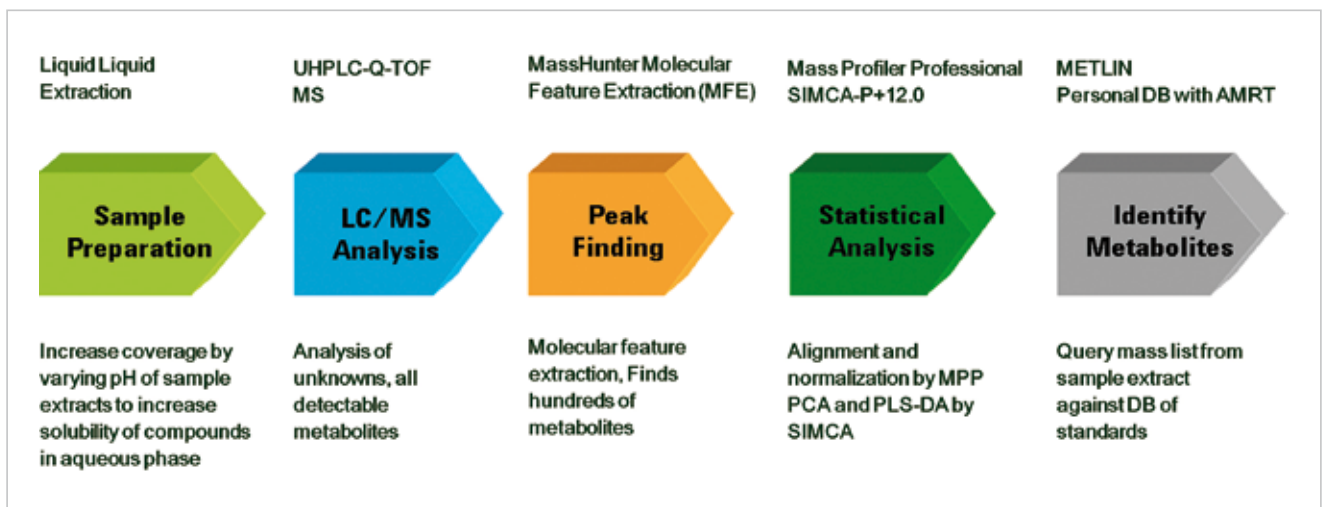 Liquid Liquid
Extraction
UHPLC-Q-TOF
MS
MassHunter Molecular
Feature Extraction (MFE)
Mass Profiler Professional
SIMCA-P+12.0
METLIN
Personal DB with AMRT
Sample
Preparation
LC/MS
Analysis
Peak
Finding
Statistical
Analysis
Identify
Metabolites
Increase coverage by
varying pH of sample
extracts to increase
solubility of compounds
in aqueous phase
Analysis of
unknowns, all
detectable
metabolites
Molecular feature
extraction, Finds
hundreds of
metabolites
Alignment and
normalization by MPP
PCA and PLS-DA by
SIMCA
Query mass list from
sample extract
against DB of
standards